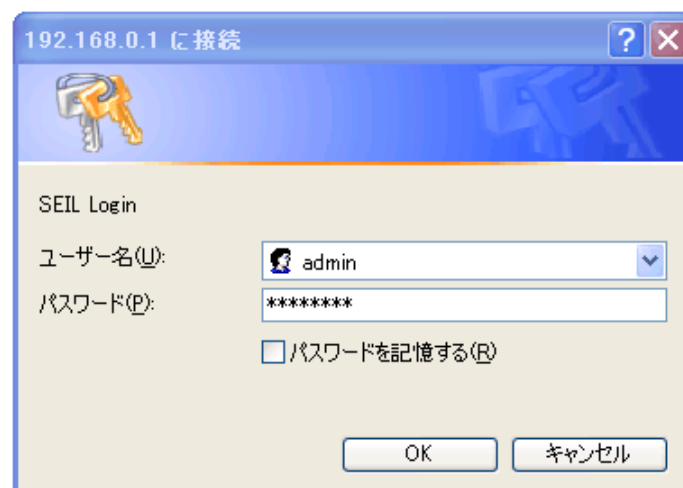 192.168.0.1 に接続
SEIL Login
ユーザー名(U):
admin
パスワード(P):
********
パスワードを記憶する(R)
OK
キャンセル